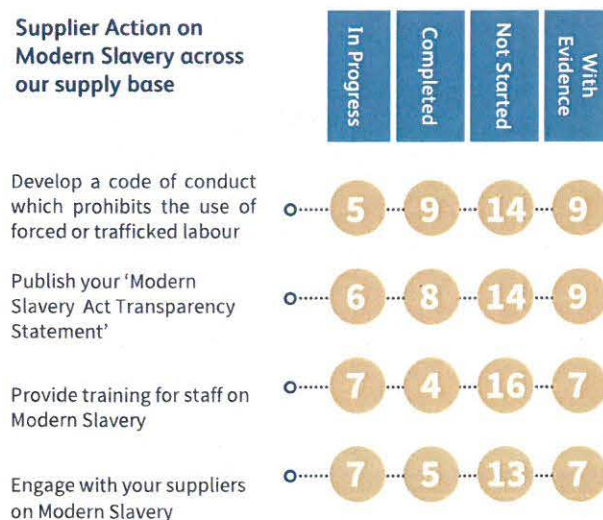 Supplier Action on
Modern Slavery across
our supply base
In Progress
Completed
Not Started
With
Evidence
Develop a code of conduct
which prohibits the use of
forced or trafficked labour
5 9 14 9
Publish your ‘Modern
Slavery Act Transparency
Statement’
6 8 14 9
Provide training for staff on
Modern Slavery
7 4 16 7
Engage with your suppliers
on Modern Slavery
7 5 13 7